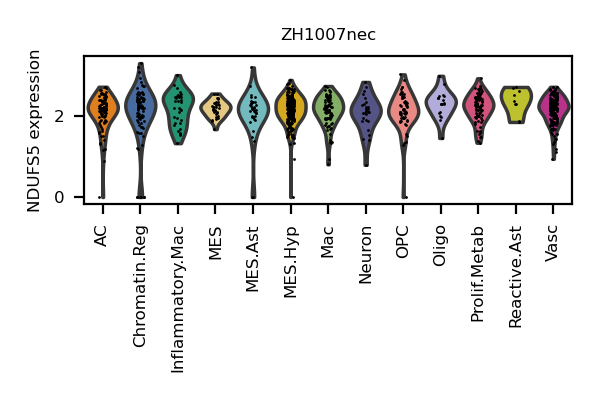 ZH1007nec
NDUFS5 expression
2
0
AC
Chromatin.Reg
Inflammatory.Mac
MES
MES.Ast
MES.Hyp
Mac
Neuron
OPC
Oligo
Prolif.Metab
Reactive.Ast
Vasc